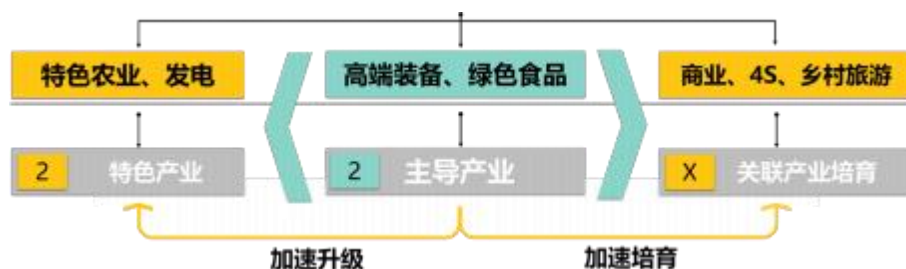 特色农业、发电
高端装备、绿色食品
商业、4S、乡村旅游
2 特色产业
2 主导产业
X 关联产业培育
加速升级
加速培育